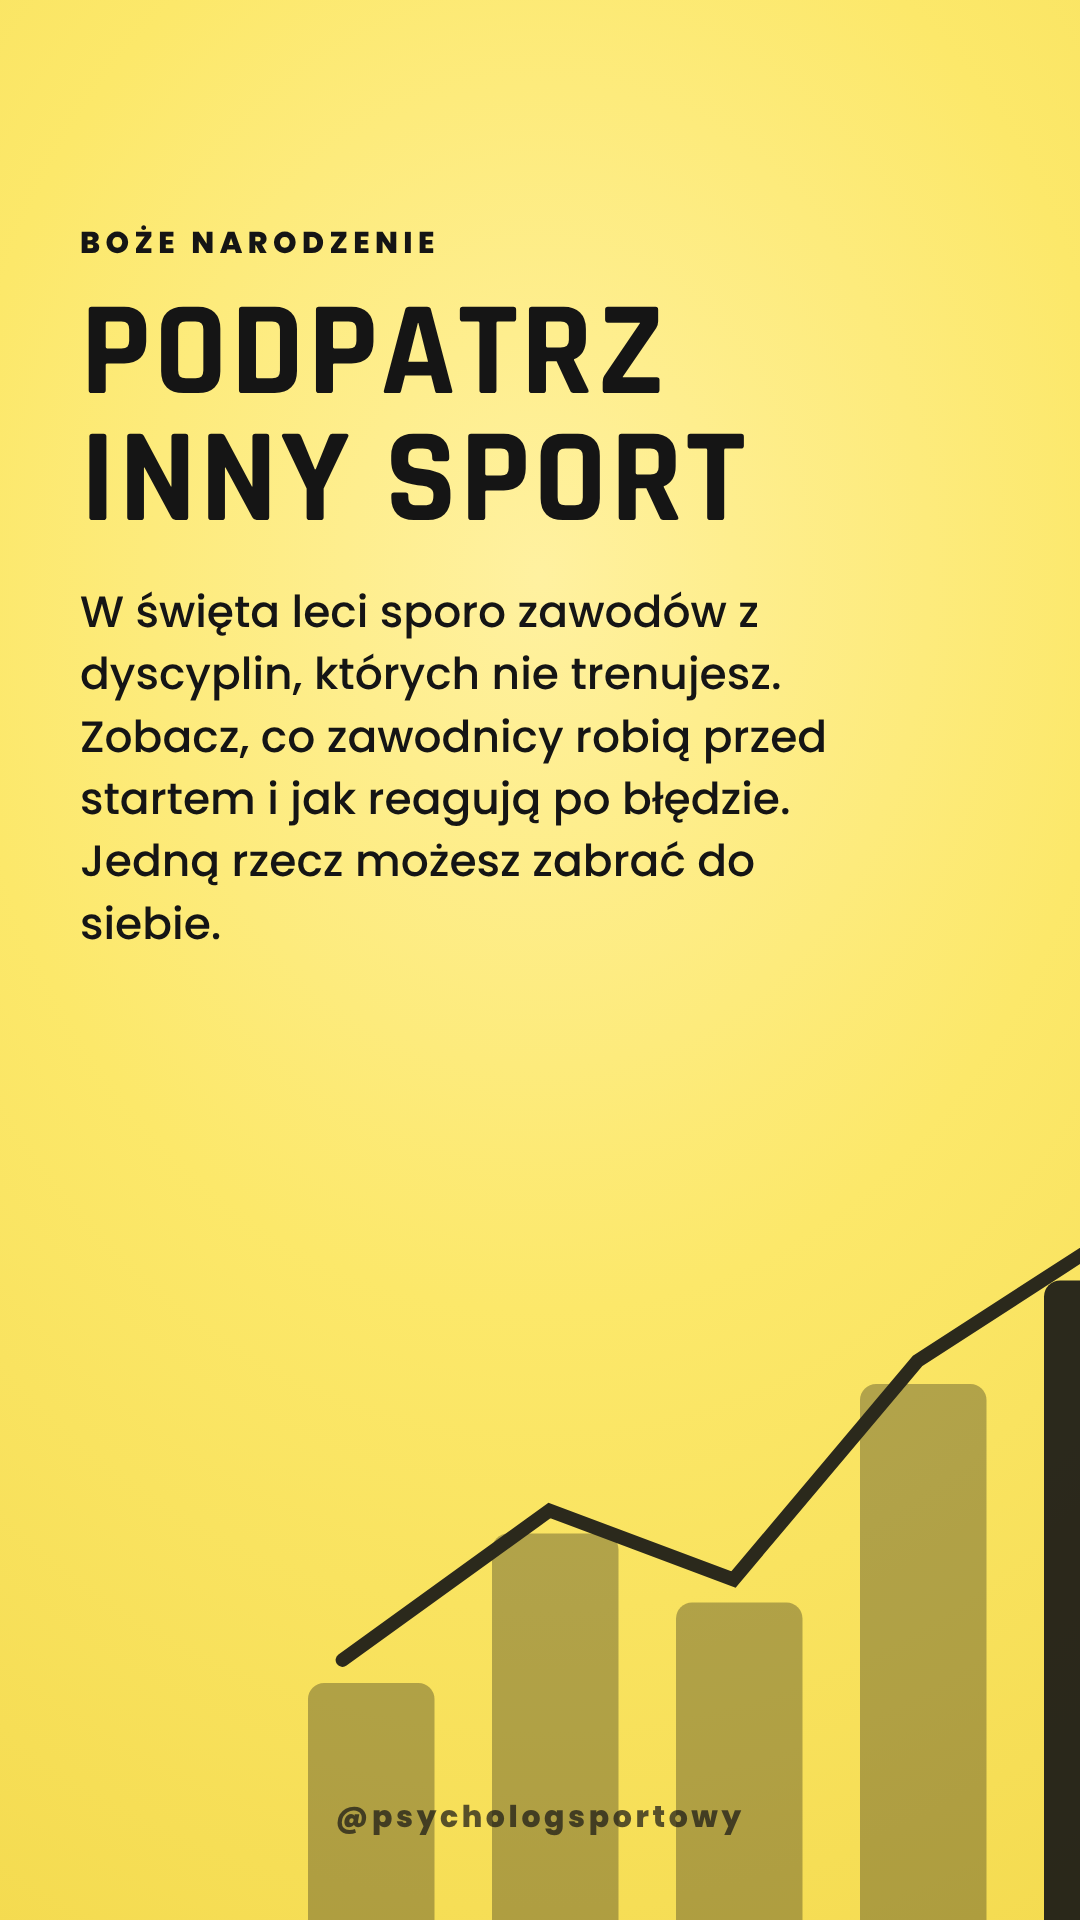 BOŻE NARODZENIE
PODPATRZ
INNY SPORT
W święta leci sporo zawodów z
dyscyplin, których nie trenujesz.
Zobacz, co zawodnicy robią przed
startem i jak reagują po błędzie.
Jedną rzecz możesz zabrać do
siebie.
@psychologsportowy